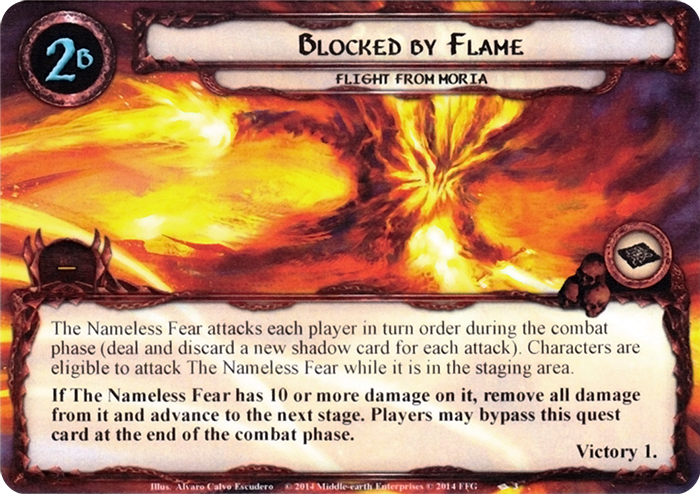 2B
BLOCKED BY FLAME
FLIGHT FROM MORIA
–
The Nameless Fear attacks each player in turn order during the combat
phase (deal and discard a new shadow card for each attack). Characters are
eligible to attack The Nameless Fear while it is in the staging area.
If The Nameless Fear has 10 or more damage on it, remove all damage
from it and advance to the next stage. Players may bypass this quest
card at the end of the combat phase.
Victory 1.
Illus. Alvaro Calvo Escudero © 2014 Middle-earth Enterprises © 2014 FFG 3